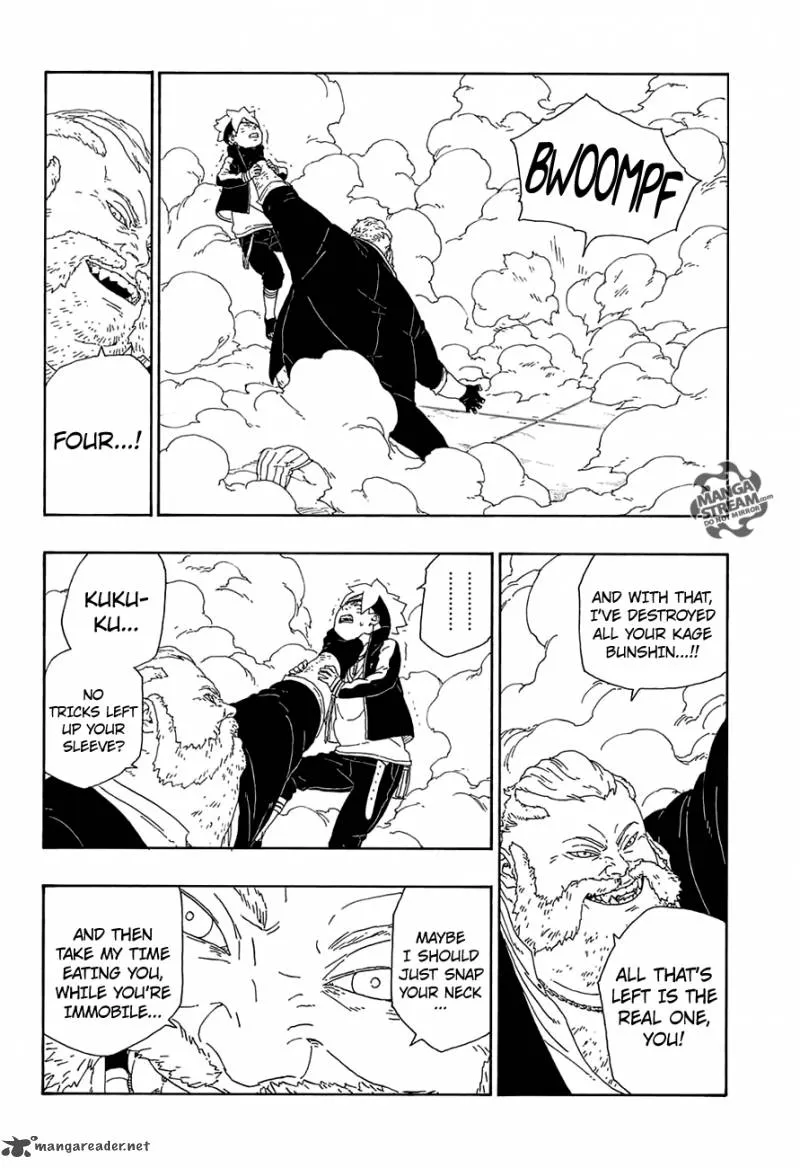 BWOOMPF
FOUR...!
MANGA
STREAM.com
DO NOT MIRROR
AND WITH THAT,
I'VE DESTROYED
ALL YOUR KAGE
BUNSHIN...!!
ALL THAT'S
LEFT IS THE
REAL ONE,
YOU!
KUKU-
KU...
NO
TRICKS LEFT
UP YOUR
SLEEVE?
MAYBE
I SHOULD
JUST SNAP
YOUR NECK
...
AND THEN
TAKE MY TIME
EATING YOU,
WHILE YOU'RE
IMMOBILE...
mangareader.net